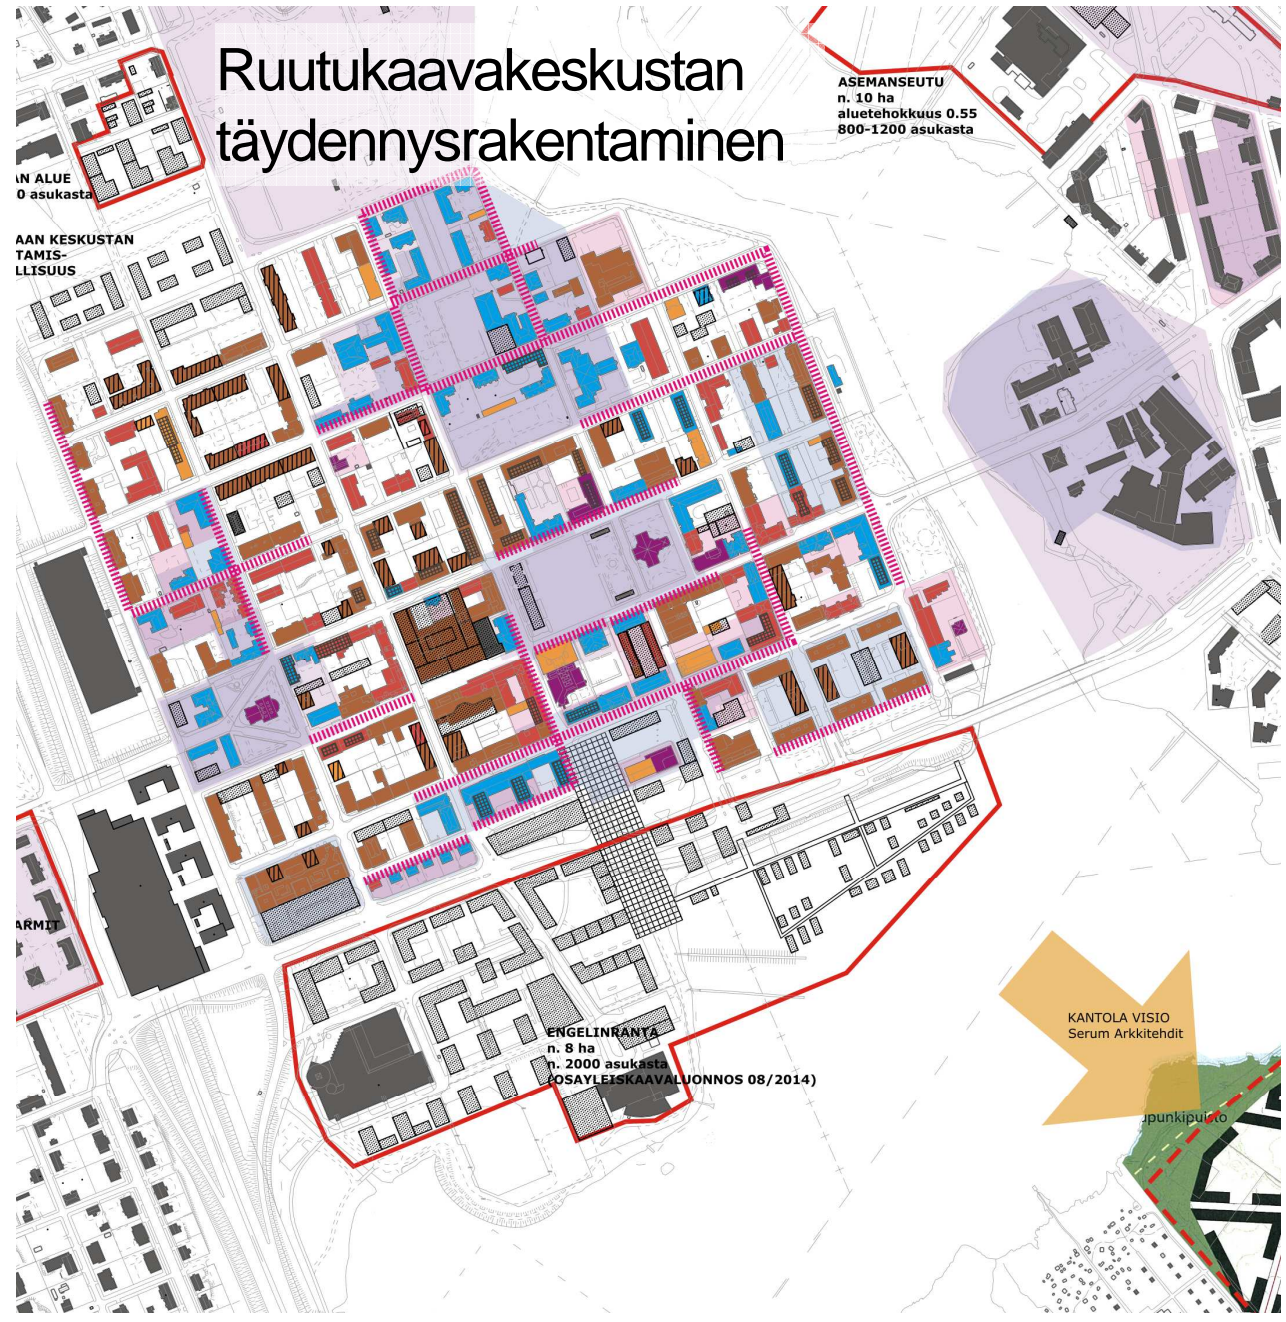 Ruutukaavakeskustan
täydennysrakentaminen
ASEMANSEUTU
n. 10 ha
aluetehokkuus 0.55
800-1200 asukasta
AN ALUE
0 asukasta
AAN KESKUSTAN
TAMIS-
LLISUUS
ARMIT
ENGELINRANTA
n. 8 ha
n. 2000 asukasta
(OSAYLEISKAAVALUONNOS 08/2014)
KANTOLA VISIO
Serum Arkkitehdit
upunkipuisto